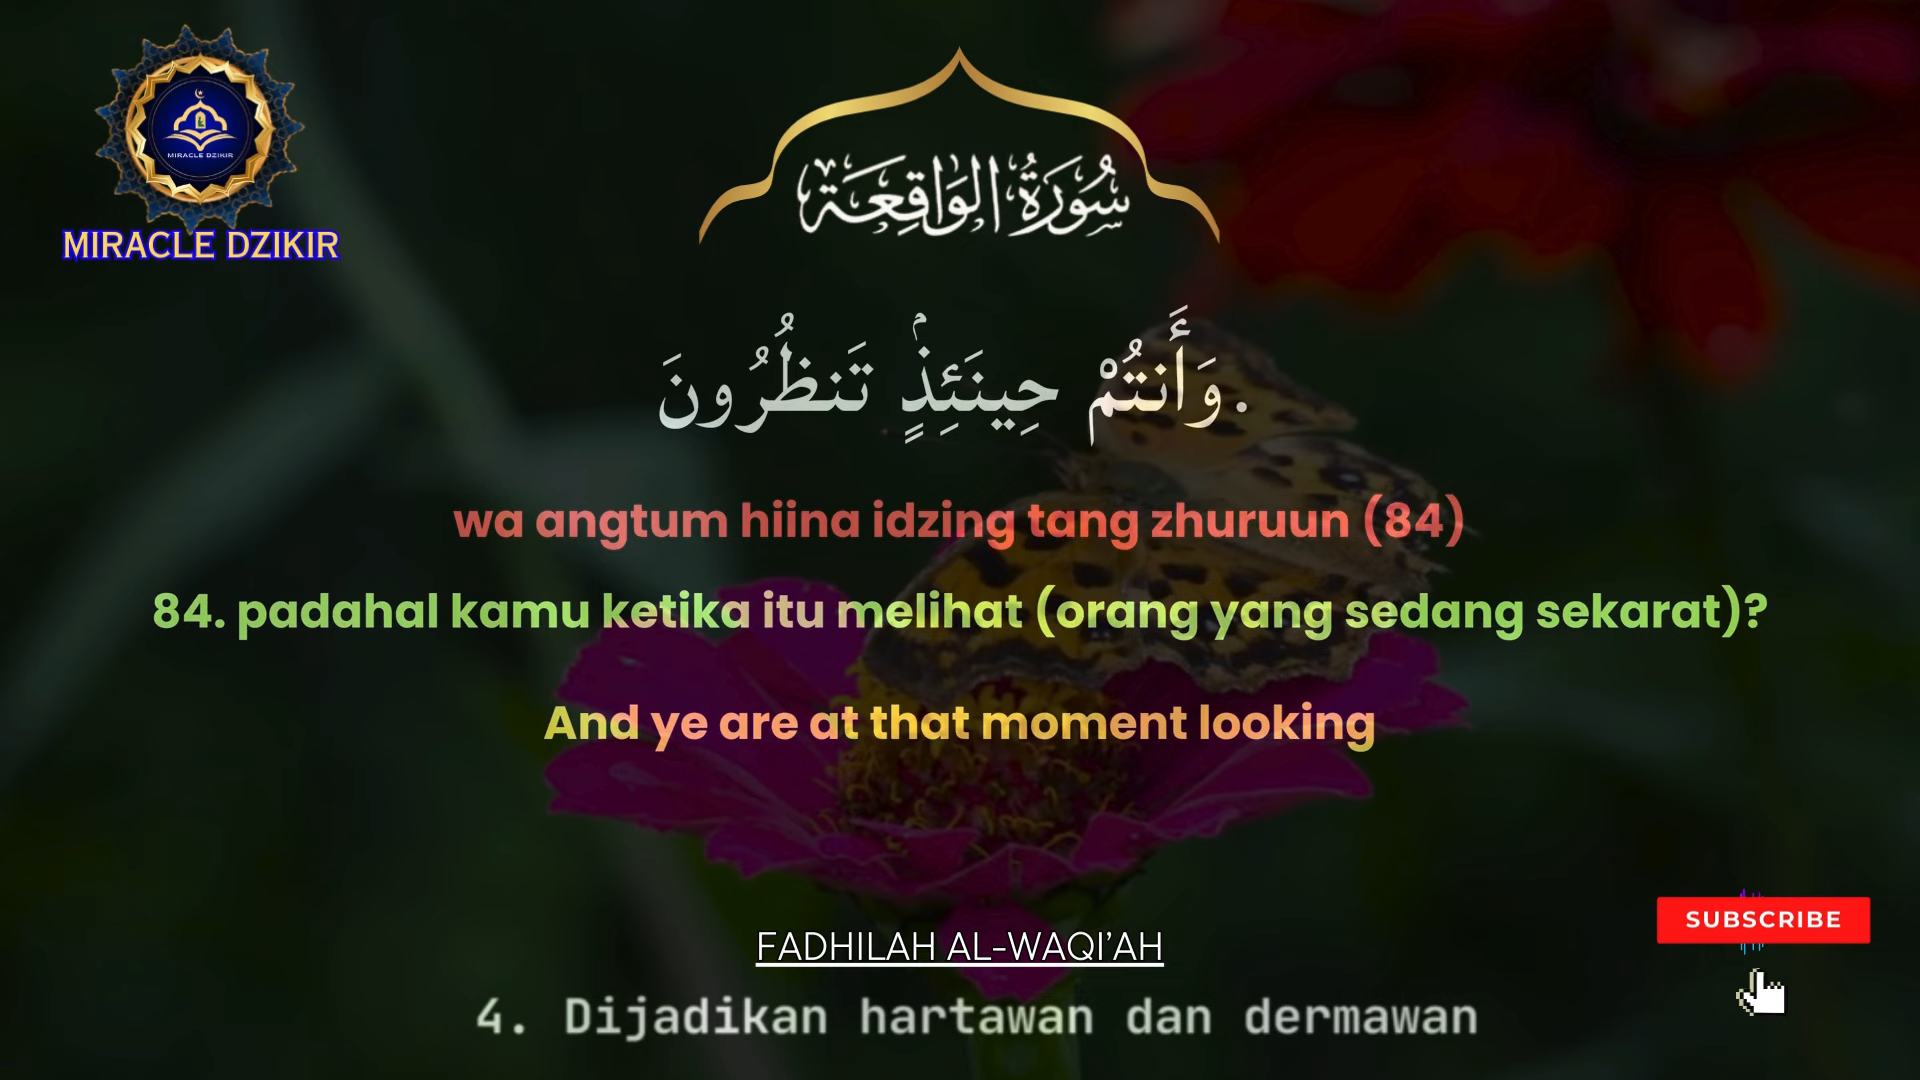 MIRACLE DZIKIR
MIRACLE DZIKIR
سُورَةُ الوَاقِعَة
.وَأَنتُمْ حِينَئِذٍۢ تَنظُرُونَ
wa angtum hiina idzing tang zhuruun (84)
84. padahal kamu ketika itu melihat (orang yang sedang sekarat)?
And ye are at that moment looking
SUBSCRIBE
FADHILAH AL-WAQI'AH
4. Dijadikan hartawan dan dermawan